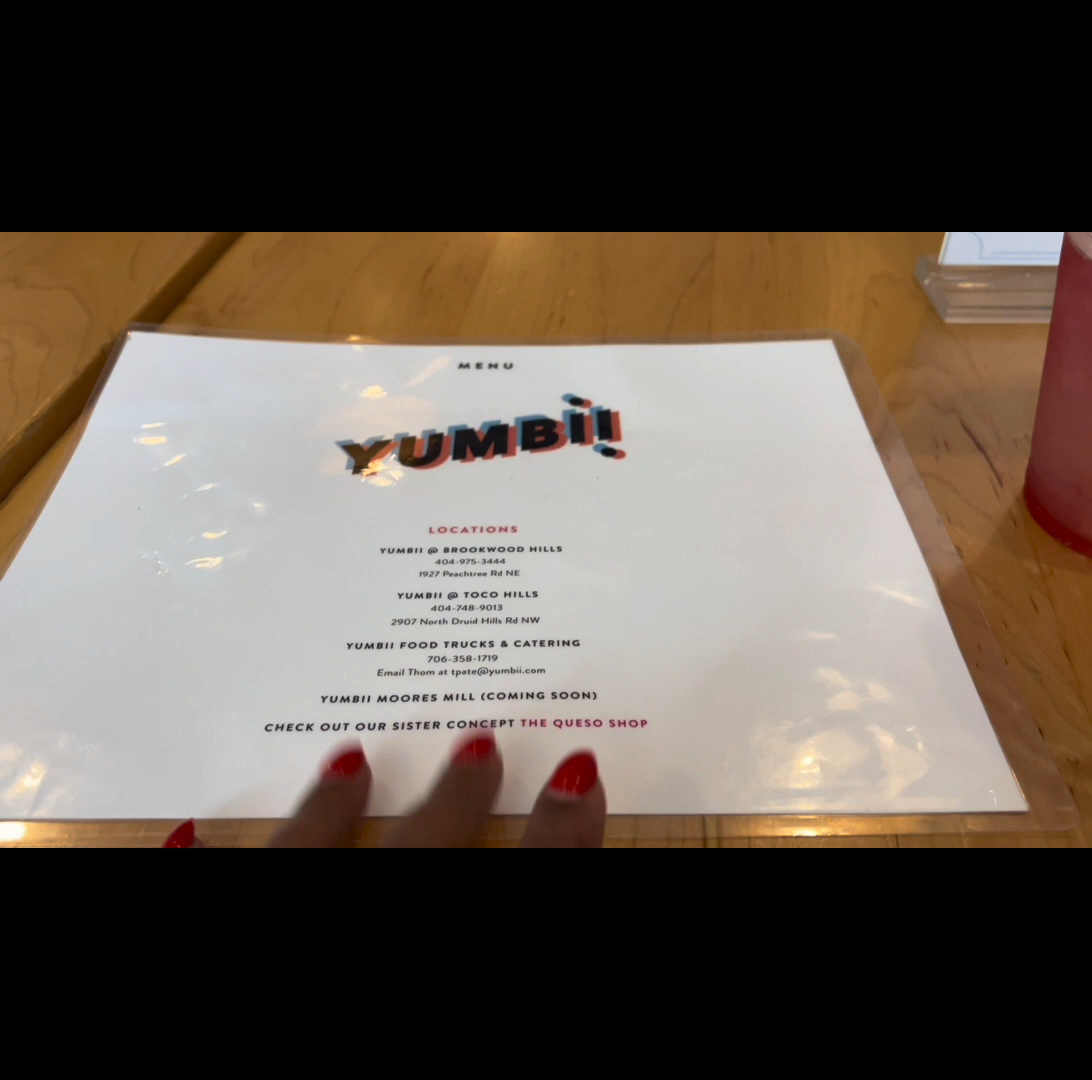 MENU
YUMBii
LOCATIONS
YUMBII @ BROOKWOOD HILLS
404-975-3444
1927 Peachtree Rd NE
YUMBII @ TOCO HILLS
404-748-9013
2907 North Druid Hills Rd NW
YUMBII FOOD TRUCKS & CATERING
706-358-1719
Email Thom at tpate@yumbii.com
YUMBII MOORES MILL (COMING SOON)
CHECK OUT OUR SISTER CONCEPT THE QUESO SHOP